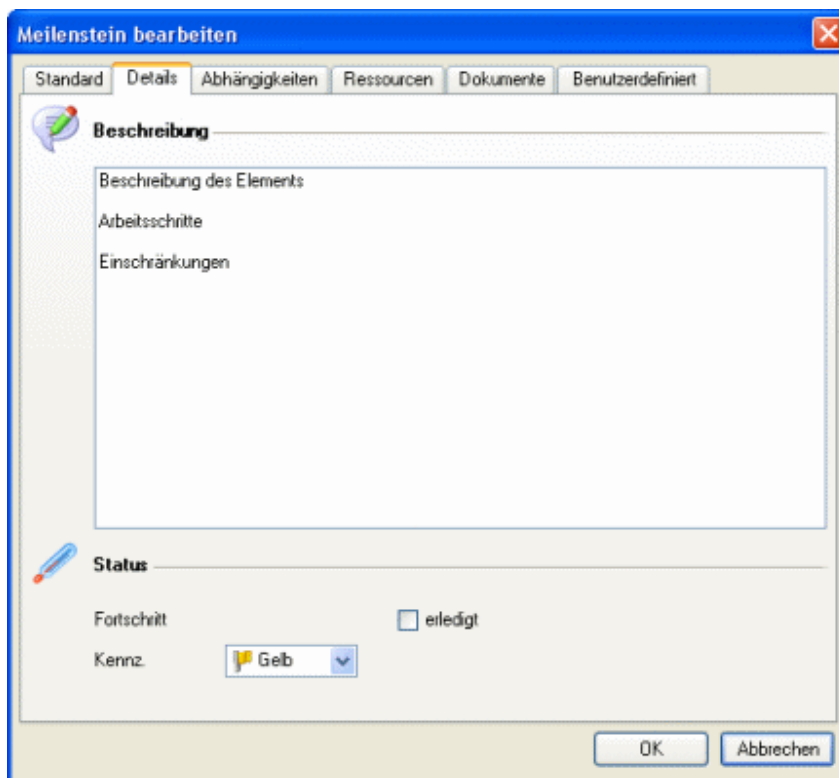 Meilenstein bearbeiten
Standard Details Abhängigkeiten Ressourcen Dokumente Benutzerdefiniert
Beschreibung
Beschreibung des Elements
Arbeitsschritte
Einschränkungen
Status
Fortschritt erledigt
Kennz. Gelb
OK Abbrechen